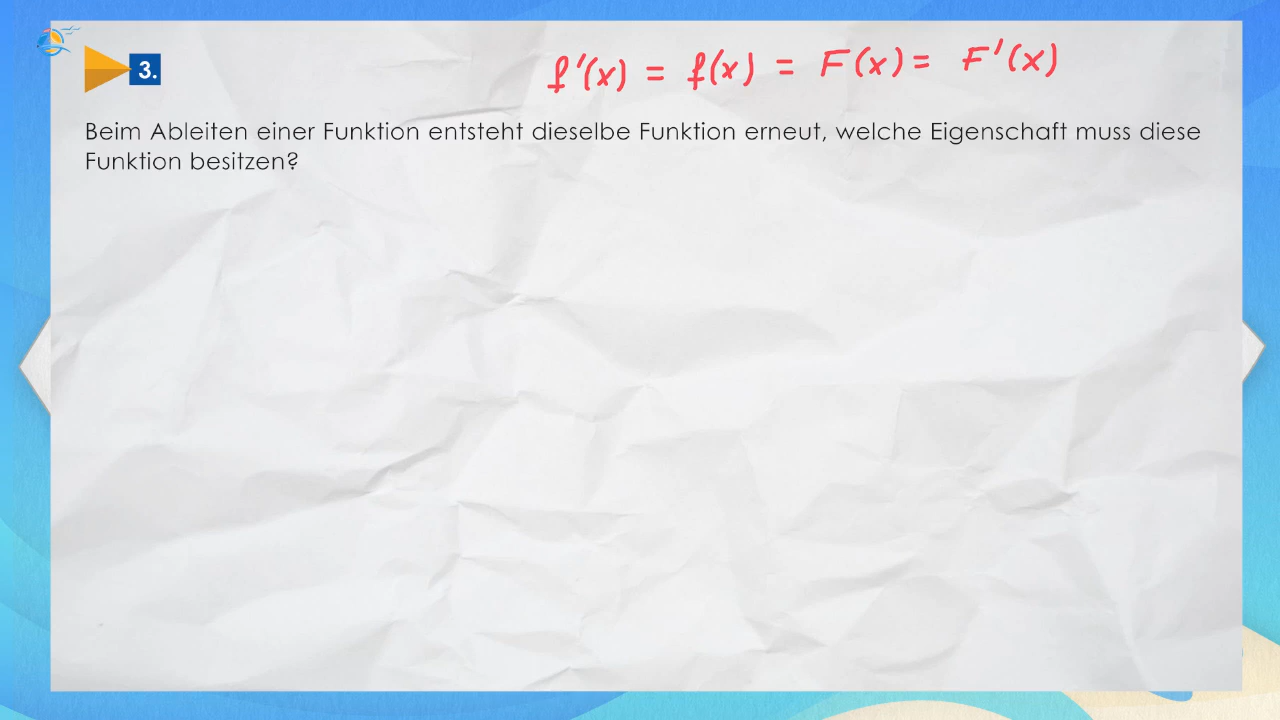 3.
f'(x) = f(x) = F(x) = F'(x)
Beim Ableiten einer Funktion entsteht dieselbe Funktion erneut, welche Eigenschaft muss diese
Funktion besitzen?